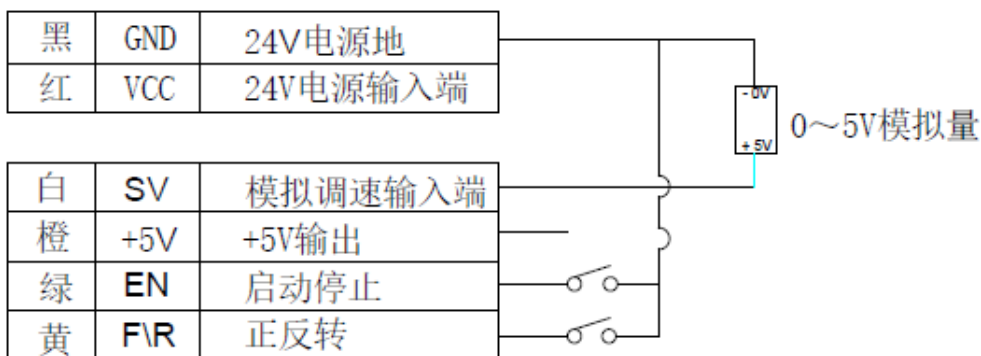 黑 GND 24V电源地
红 VCC 24V电源输入端
- 0V
+ 5V
0～5V模拟量
白 SV 模拟调速输入端
橙 +5V +5V输出
绿 EN 启动停止
黄 F\R 正反转